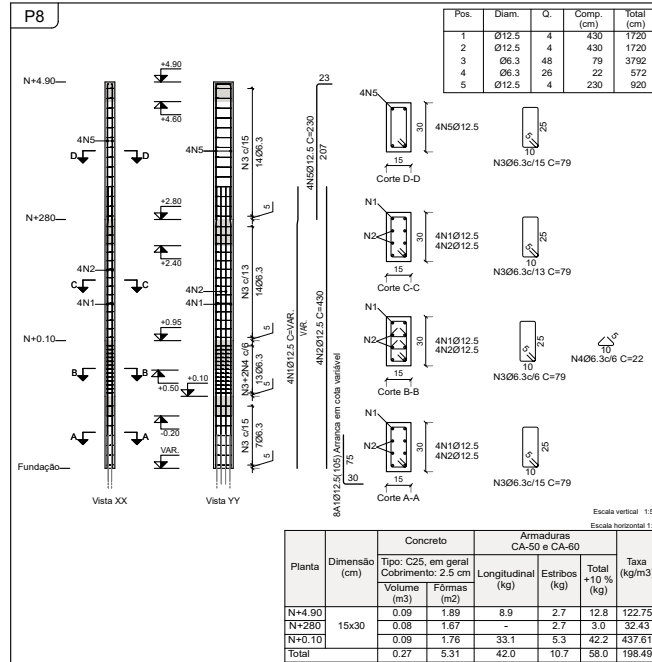 P8
Pos. Diam. Q. Comp. (cm) Total (cm)
1 Ø12.5 4 430 1720
2 Ø12.5 4 430 1720
3 Ø6.3 48 79 3792
4 Ø6.3 26 22 572
5 Ø12.5 4 230 920
N+4.90
N+280
N+0.10
Fundação
4N5
D D
4N2
C C
4N1
B B
A A
Vista XX
+4.90
+4.60
+2.80
+2.40
+0.95
+0.50
+0.10
-0.20
VAR.
4N5
4N2
4N1
Vista YY
N3 c/15
14Ø6.3
5
N3 c/13
14Ø6.3
5
N3+2N4 c/6
13Ø6.3
5
N3 c/15
7Ø6.3
5
23
4N5Ø12.5 C=230
207
4N1Ø12.5 C=VAR.
VAR.
4N2Ø12.5 C=430
8A1Ø12.5(105) Arranca em cota variável
75
30
4N5
30
4N5Ø12.5
15
Corte D-D
25
5
10
N3Ø6.3c/15 C=79
N1
N2
30
4N1Ø12.5
4N2Ø12.5
15
Corte C-C
25
5
10
N3Ø6.3c/13 C=79
N1
N2
30
4N1Ø12.5
4N2Ø12.5
15
Corte B-B
25
5
10
N3Ø6.3c/6 C=79
5
10
N4Ø6.3c/6 C=22
N1
N2
30
4N1Ø12.5
4N2Ø12.5
15
Corte A-A
25
5
10
N3Ø6.3c/15 C=79
Escala vertical 1:5
Escala horizontal 1:
Planta Dimensão (cm) Concreto Armaduras CA-50 e CA-60 Taxa (kg/m3)
Tipo: C25, em geral
Cobrimento: 2.5 cm
Volume (m3) Fôrmas (m2) Longitudinal (kg) Estribos (kg) Total +10 % (kg)
N+4.90 15x30 0.09 1.89 8.9 2.7 12.8 122.75
N+280 0.08 1.67 - 2.7 3.0 32.43
N+0.10 0.09 1.76 33.1 5.3 42.2 437.61
Total 0.27 5.31 42.0 10.7 58.0 198.49